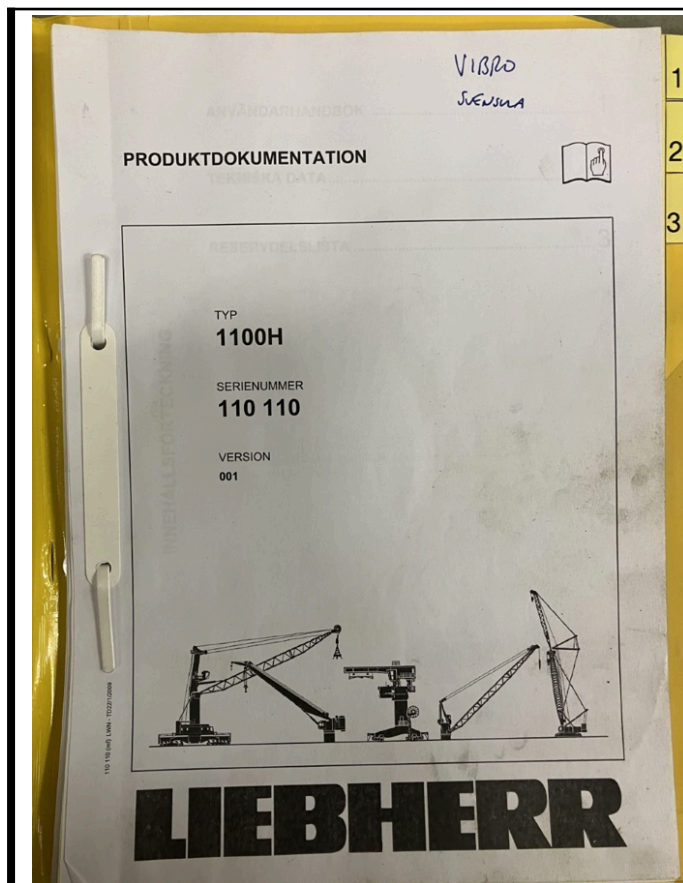 VIBRO
SVENSKA
1
ANVÄNDARHANDBOK
PRODUKTDOKUMENTATION
2
TEKNISKA DATA
3
RESERVDELSLISTA
3
TYP
1100H
SERIENUMMER
110 110
VERSION
001
INNEHÅLLSFÖRTECKNING
LIEBHERR